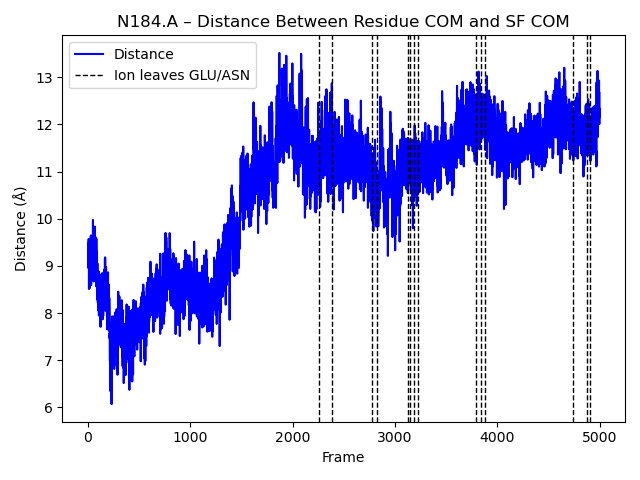 N184.A – Distance Between Residue COM and SF COM
Distance
Ion leaves GLU/ASN
Distance (Å)
13
12
11
10
9
8
7
6
0
1000
2000
3000
4000
5000
Frame